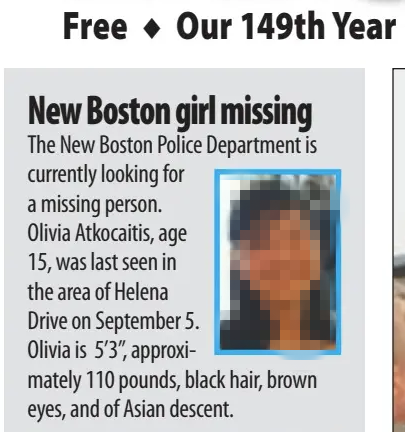 Free ♦ Our 149th Year
New Boston girl missing
The New Boston Police Department is
currently looking for
a missing person.
Olivia Atkocaitis, age
15, was last seen in
the area of Helena
Drive on September 5.
Olivia is 5’3”, approxi-
mately 110 pounds, black hair, brown
eyes, and of Asian descent.